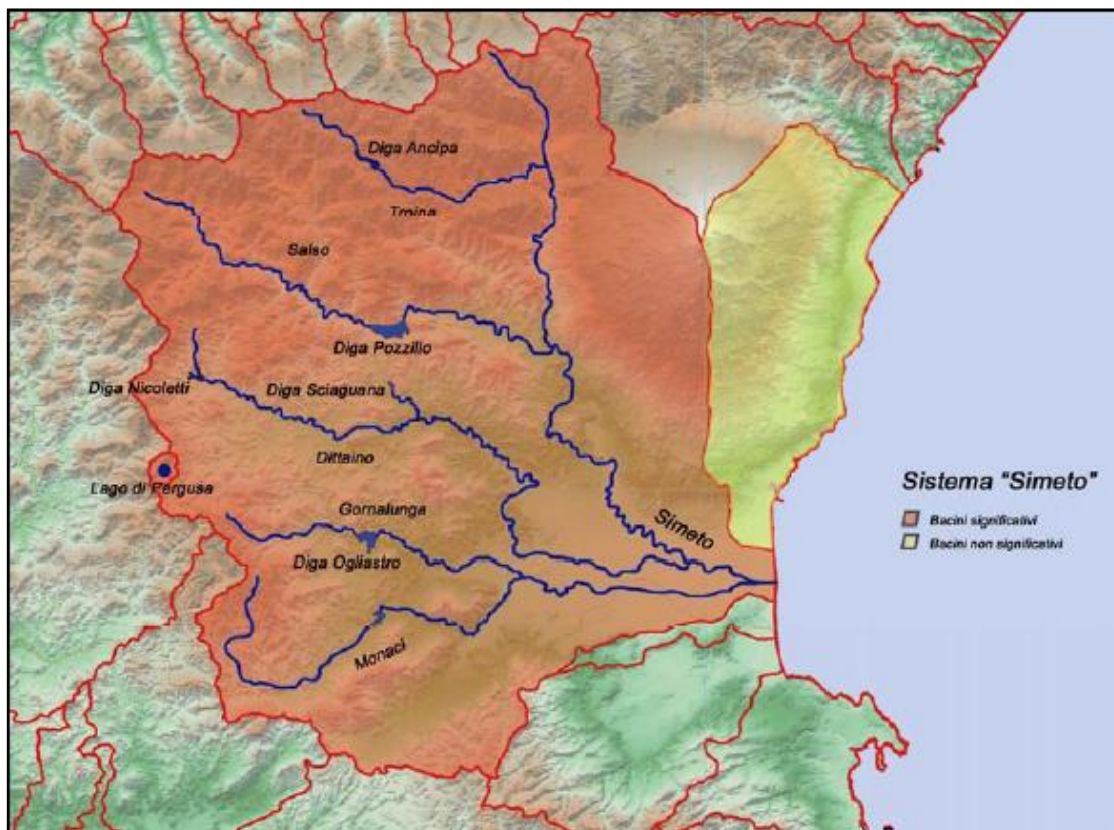 Diga Ancipa
Troina
Salso
Diga Pozzillo
Diga Nicoletti
Diga Sciaguana
Dittaino
Lago di Pergusa
Gornalunga
Diga Ogliastro
Simeto
Monaci
Sistema "Simeto"
Bacini significativi
Bacini non significativi